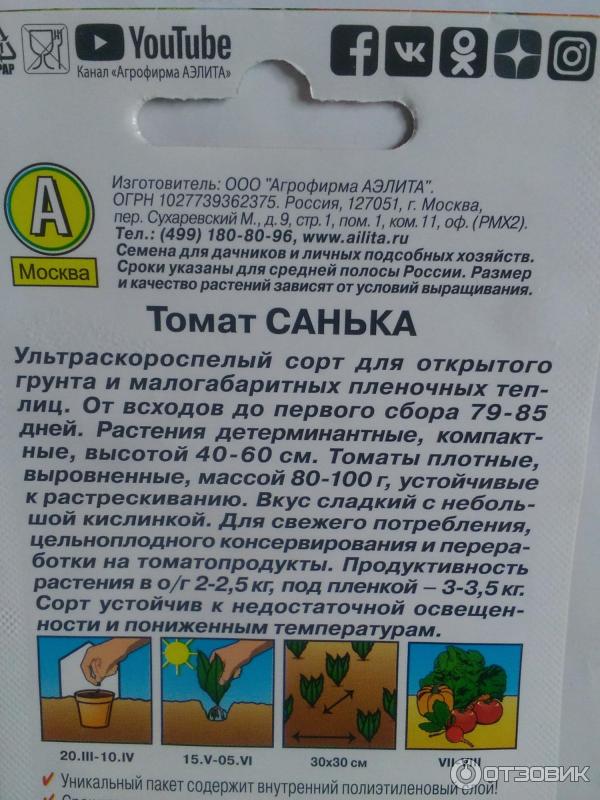 PAP
YouTube
Канал «Агрофирма АЭЛИТА»
А
Москва
Изготовитель: ООО "Агрофирма АЭЛИТА".
ОГРН 1027739362375. Россия, 127051, г. Москва,
пер. Сухаревский М., д. 9, стр.1, пом. 1, ком. 11, оф. (РМХ2).
Тел.: (499) 180-80-96, www.ailita.ru
Семена для дачников и личных подсобных хозяйств.
Сроки указаны для средней полосы России. Размер
и качество растений зависят от условий выращивания.
Томат САНЬКА
Ультраскороспелый сорт для открытого
грунта и малогабаритных пленочных теп-
лиц. От всходов до первого сбора 79-85
дней. Растения детерминантные, компакт-
ные, высотой 40-60 см. Томаты плотные,
выровненные, массой 80-100 г, устойчивые
к растрескиванию. Вкус сладкий с неболь-
шой кислинкой. Для свежего потребления,
цельноплодного консервирования и перера-
ботки на томатопродукты. Продуктивность
растения в о/г 2-2,5 кг, под пленкой – 3-3,5 кг.
Сорт устойчив к недостаточной освещен-
ности и пониженным температурам.
20.III-10.IV 15.V-05.VI 30х30 см VII-VIII
Уникальный пакет содержит внутренний полиэтиленовый слой!
ОТЗОВИК